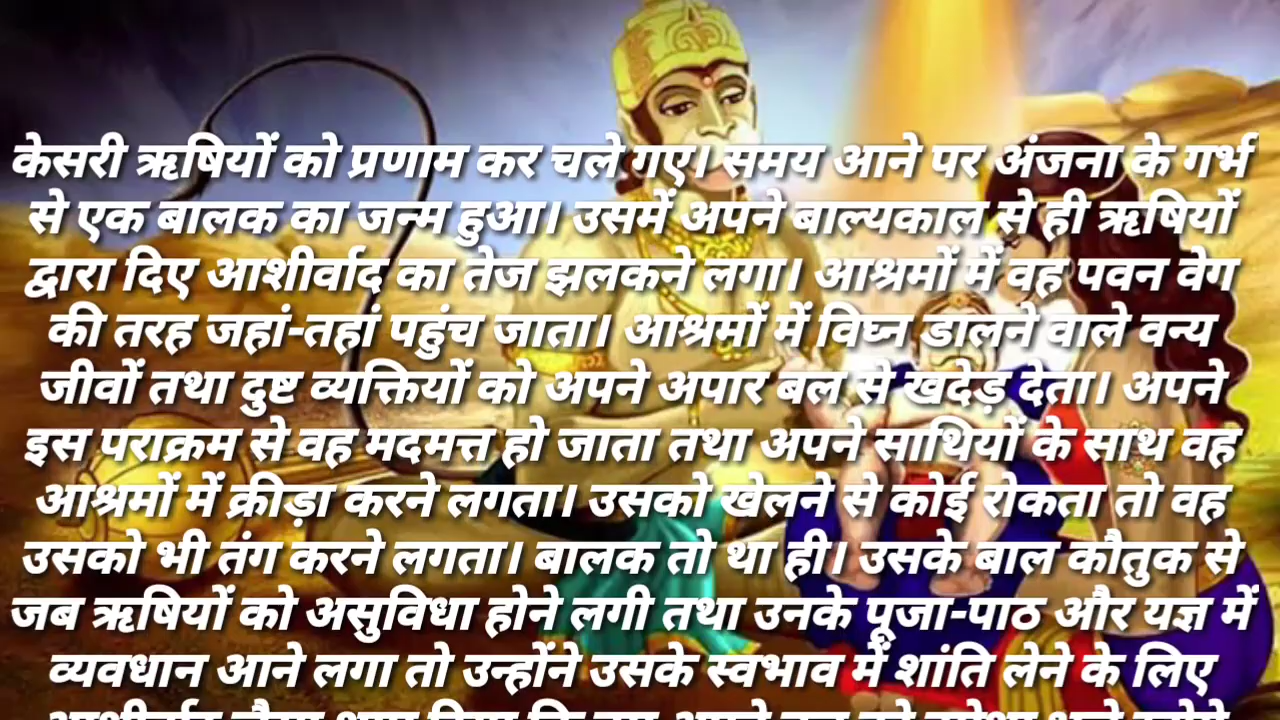 केसरी ऋषियों को प्रणाम कर चले गए। समय आने पर अंजना के गर्भ
से एक बालक का जन्म हुआ। उसमें अपने बाल्यकाल से ही ऋषियों
द्वारा दिए आशीर्वाद का तेज झलकने लगा। आश्रमों में वह पवन वेग
की तरह जहां-तहां पहुंच जाता। आश्रमों में विघ्न डालने वाले वन्य
जीवों तथा दुष्ट व्यक्तियों को अपने अपार बल से खदेड़ देता। अपने
इस पराक्रम से वह मदमत्त हो जाता तथा अपने साथियों के साथ वह
आश्रमों में क्रीड़ा करने लगता। उसको खेलने से कोई रोकता तो वह
उसको भी तंग करने लगता। बालक तो था ही। उसके बाल कौतुक से
जब ऋषियों को असुविधा होने लगी तथा उनके पूजा-पाठ और यज्ञ में
व्यवधान आने लगा तो उन्होंने उसके स्वभाव में शांति लेने के लिए